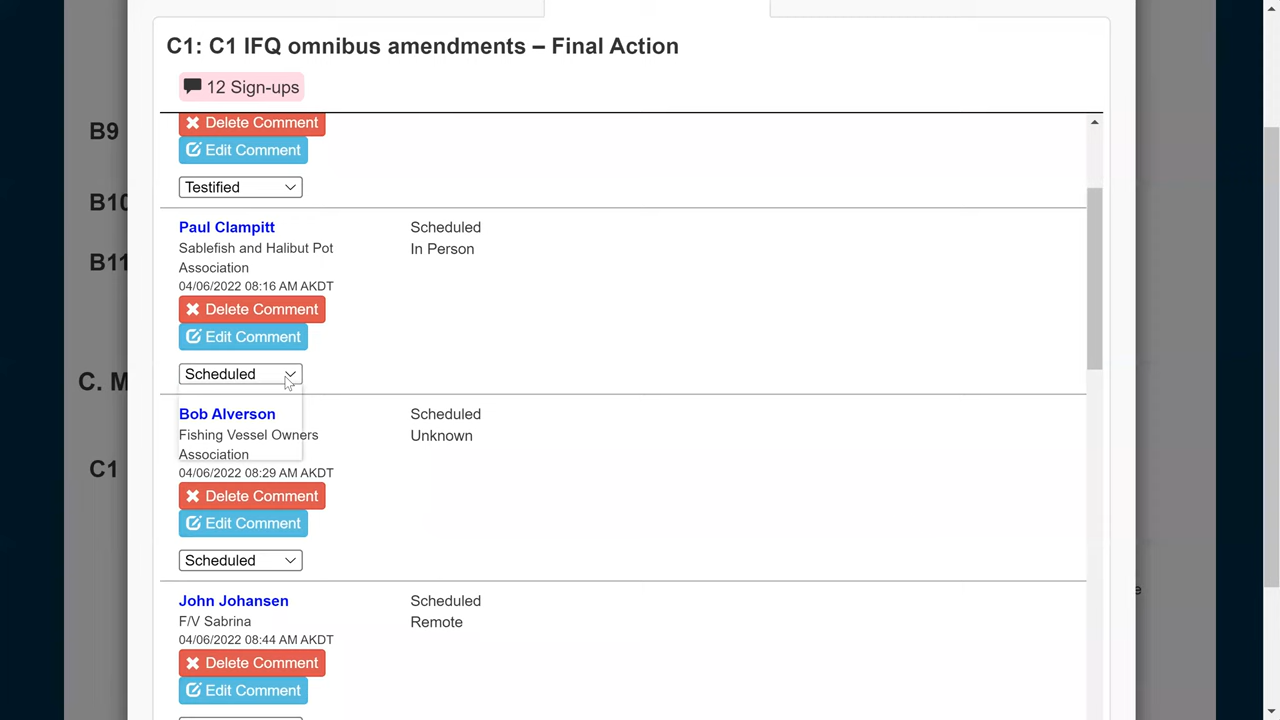 C1: C1 IFQ omnibus amendments – Final Action
12 Sign-ups
Delete Comment
Edit Comment
Testified
Paul Clampitt
Sablefish and Halibut Pot
Association
04/06/2022 08:16 AM AKDT
Scheduled
In Person
Delete Comment
Edit Comment
Scheduled
Bob Alverson
Fishing Vessel Owners
Association
04/06/2022 08:29 AM AKDT
Scheduled
Unknown
Delete Comment
Edit Comment
Scheduled
John Johansen
F/V Sabrina
04/06/2022 08:44 AM AKDT
Scheduled
Remote
Delete Comment
Edit Comment
B9
B10
B11
C. M
C1
e